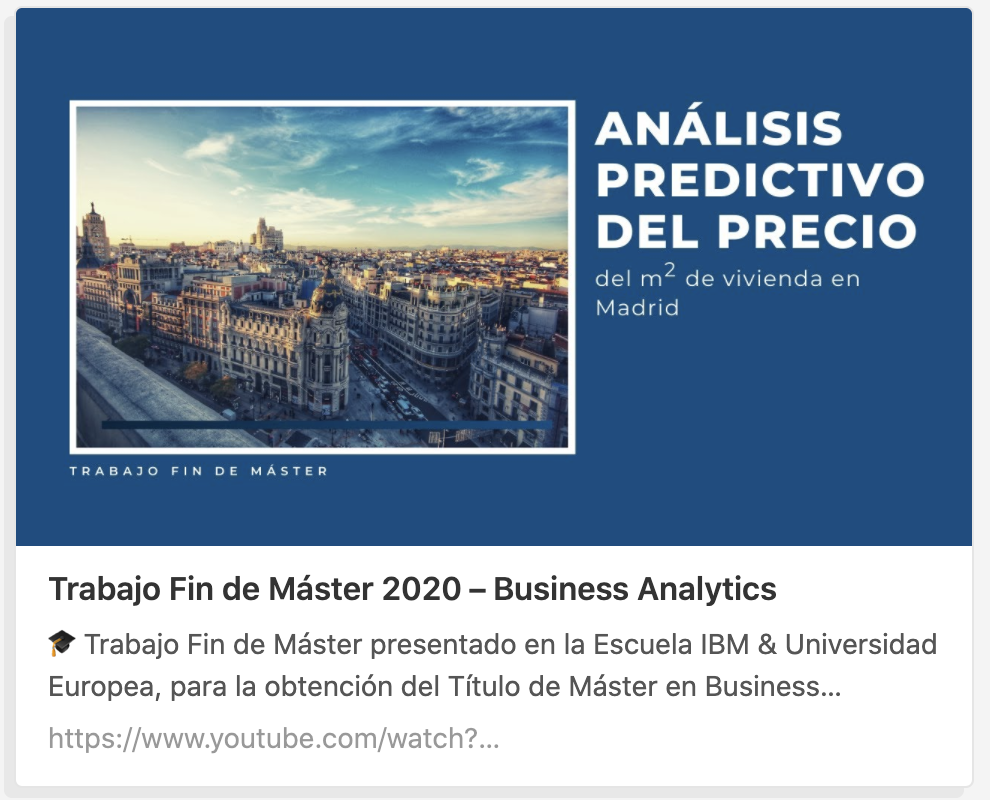 ANÁLISIS
PREDICTIVO
DEL PRECIO
del m² de vivienda en
Madrid
TRABAJO FIN DE MÁSTER
Trabajo Fin de Máster 2020 – Business Analytics
🎓 Trabajo Fin de Máster presentado en la Escuela IBM & Universidad
Europea, para la obtención del Título de Máster en Business...
https://www.youtube.com/watch?...